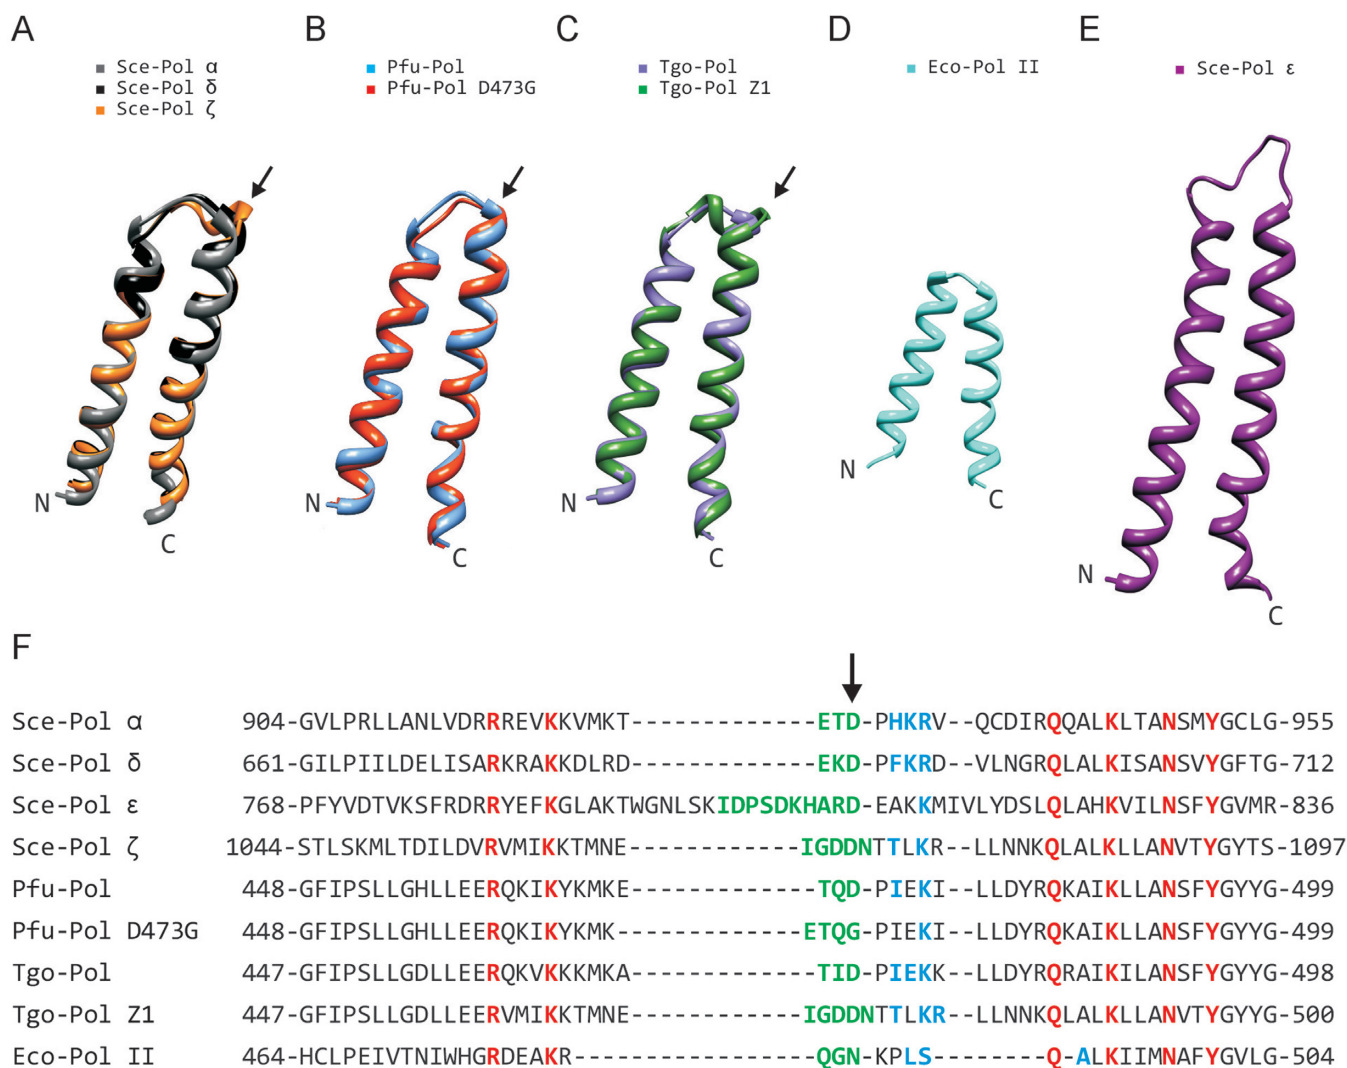 A
Sce-Pol α
Sce-Pol δ
Sce-Pol ζ
N
C
B
Pfu-Pol
Pfu-Pol D473G
N
C
C
Tgo-Pol
Tgo-Pol Z1
N
C
D
Eco-Pol II
N
C
E
Sce-Pol ε
N
C
F
Sce-Pol α 904-GVLPRLLANLVDRRREVKKVMKT-------------ETD-PHKRV--QCDIRQQALKLTANSMYGCLG-955
Sce-Pol δ 661-GILPIILDELISARKRAKKDLRD-------------EKD-PFKRD--VLNGRQLALKISANSVYGFTG-712
Sce-Pol ε 768-PFYVDTVKSFRDRRYEFKGLAKTWGNLSKIDPSDKHARD-EAKKMIVLYDSLQLAHKVILNSFYGVMR-836
Sce-Pol ζ 1044-STLSKMLTDILDVRVMIKKTMNE------------IGDDNTTLKR--LLNNKQLALKLLANVTYGYTS-1097
Pfu-Pol 448-GFIPSLLGHLLEERQKIKYKMKE-------------TQD-PIEKI--LLDYRQKAIKLLANSFYGYYG-499
Pfu-Pol D473G 448-GFIPSLLGHLLEERQKIKYKMK-------------ETQG-PIEKI--LLDYRQKAIKLLANSFYGYYG-499
Tgo-Pol 447-GFIPSLLGDLLEERQKVKKKMKA-------------TID-PIEKK--LLDYRQRAIKILANSFYGYYG-498
Tgo-Pol Z1 447-GFIPSLLGDLLEERVMIKKTMNE------------IGDDNTTLKR--LLNNKQLALKLLANVTYGYYG-500
Eco-Pol II 464-HCLPEIVTNIWHGRDEAKR-----------------QGN-KPLS--------Q-ALKIIMNAFYGVLG-504